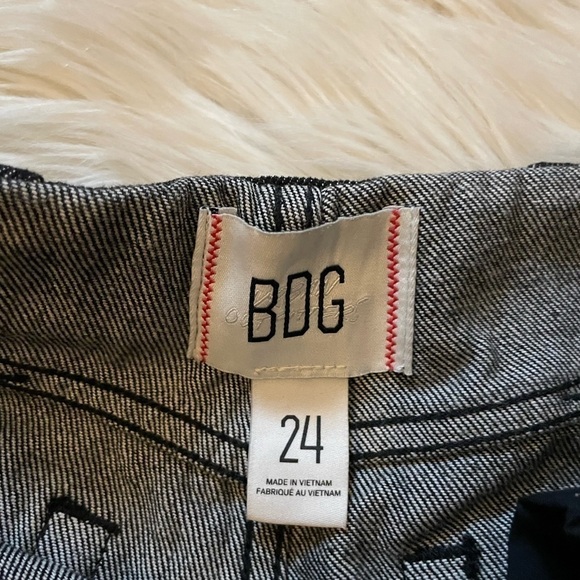 BDG
24
MADE IN VIETNAM
FABRIQUÉ AU VIETNAM